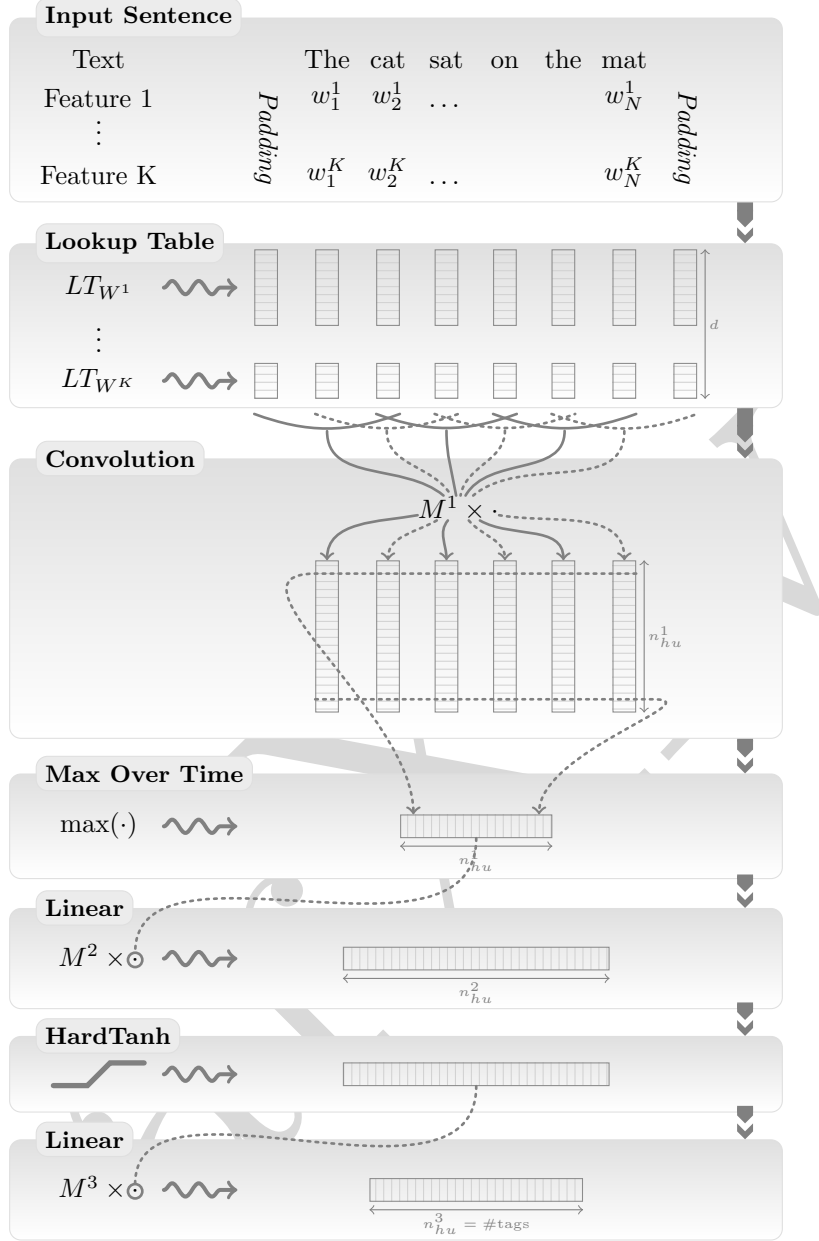 Input Sentence
Text The cat sat on the mat
Feature 1 w_1^1 w_2^1 … w_N^1
⋮
Feature K w_1^K w_2^K … w_N^K
Padding
Padding
Lookup Table
LT_{W^1}
⋮
d
LT_{W^K}
Convolution
M^1 × ·
n_{hu}^1
Max Over Time
max(·)
n_{hu}^1
Linear
M^2 × ·
n_{hu}^2
HardTanh
Linear
M^3 × ·
n_{hu}^3 = #tags